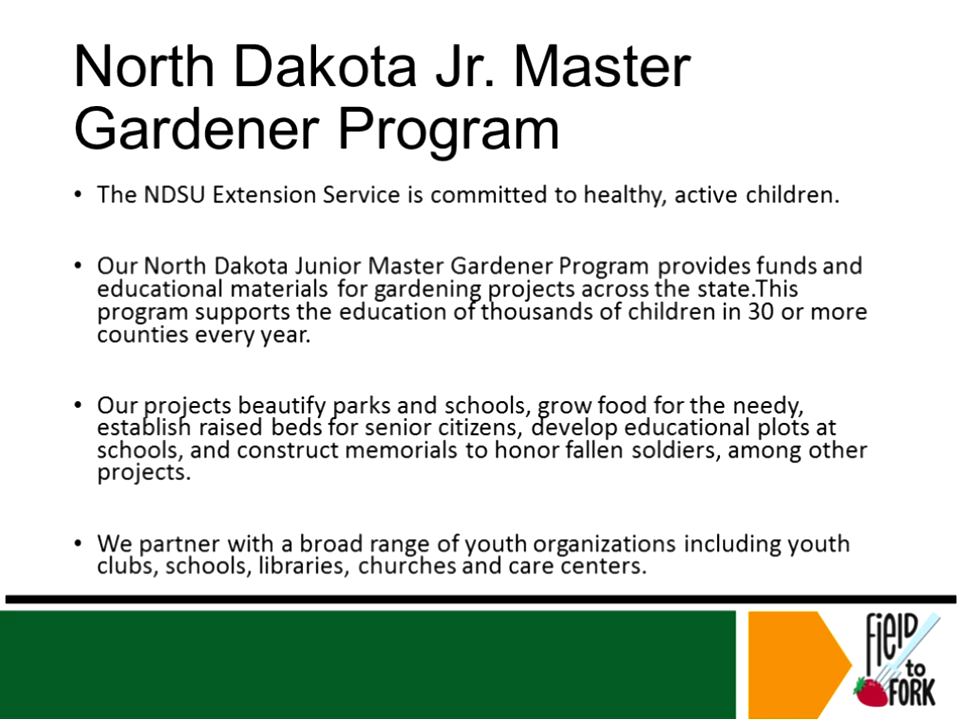 North Dakota Jr. Master
Gardener Program
• The NDSU Extension Service is committed to healthy, active children.
• Our North Dakota Junior Master Gardener Program provides funds and
educational materials for gardening projects across the state.This
program supports the education of thousands of children in 30 or more
counties every year.
• Our projects beautify parks and schools, grow food for the needy,
establish raised beds for senior citizens, develop educational plots at
schools, and construct memorials to honor fallen soldiers, among other
projects.
• We partner with a broad range of youth organizations including youth
clubs, schools, libraries, churches and care centers.
field
to
FORK